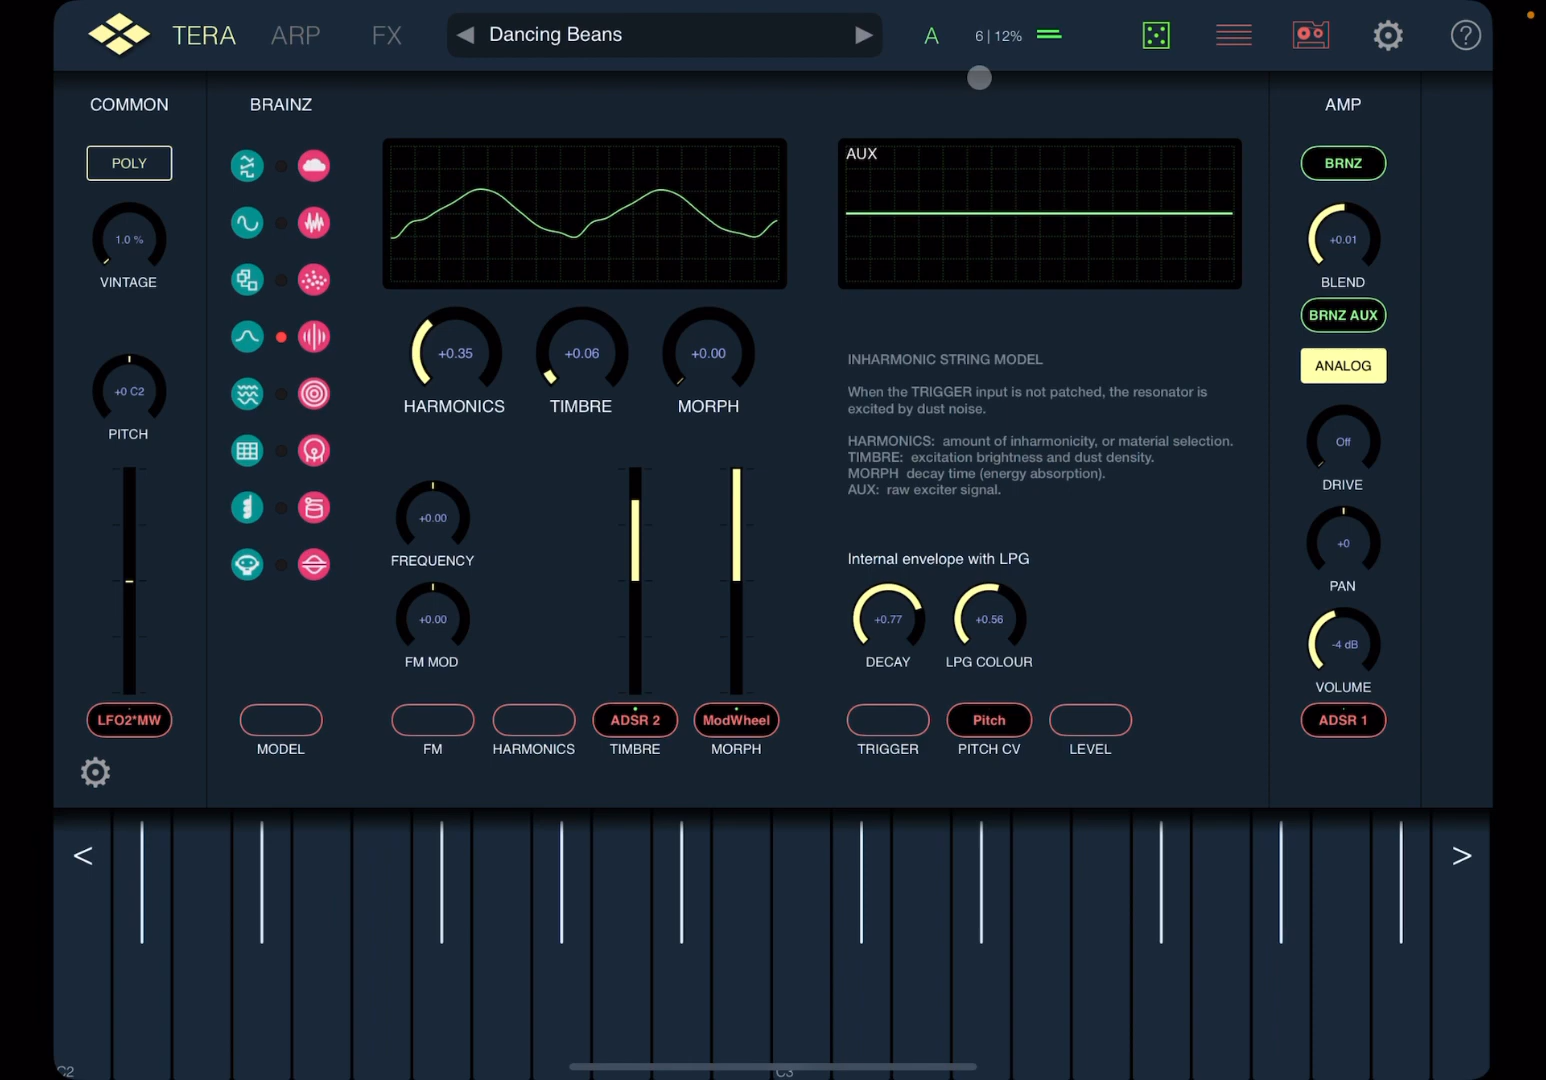 TERA ARP FX Dancing Beans A 6|12%
COMMON
BRAINZ
AMP
POLY
1.0 %
VINTAGE
+0 C2
PITCH
LFO2*MW
+0.35
HARMONICS
+0.06
TIMBRE
+0.00
MORPH
AUX
INHARMONIC STRING MODEL
When the TRIGGER input is not patched, the resonator is
excited by dust noise.
HARMONICS: amount of inharmonicity, or material selection.
TIMBRE: excitation brightness and dust density.
MORPH decay time (energy absorption).
AUX: raw exciter signal.
+0.00
FREQUENCY
+0.00
FM MOD
Internal envelope with LPG
+0.77
DECAY
+0.56
LPG COLOUR
MODEL
FM
HARMONICS
ADSR 2
TIMBRE
ModWheel
MORPH
TRIGGER
Pitch
PITCH CV
LEVEL
BRNZ
+0.01
BLEND
BRNZ AUX
ANALOG
Off
DRIVE
+0
PAN
-4 dB
VOLUME
ADSR 1
< >
C2 C3